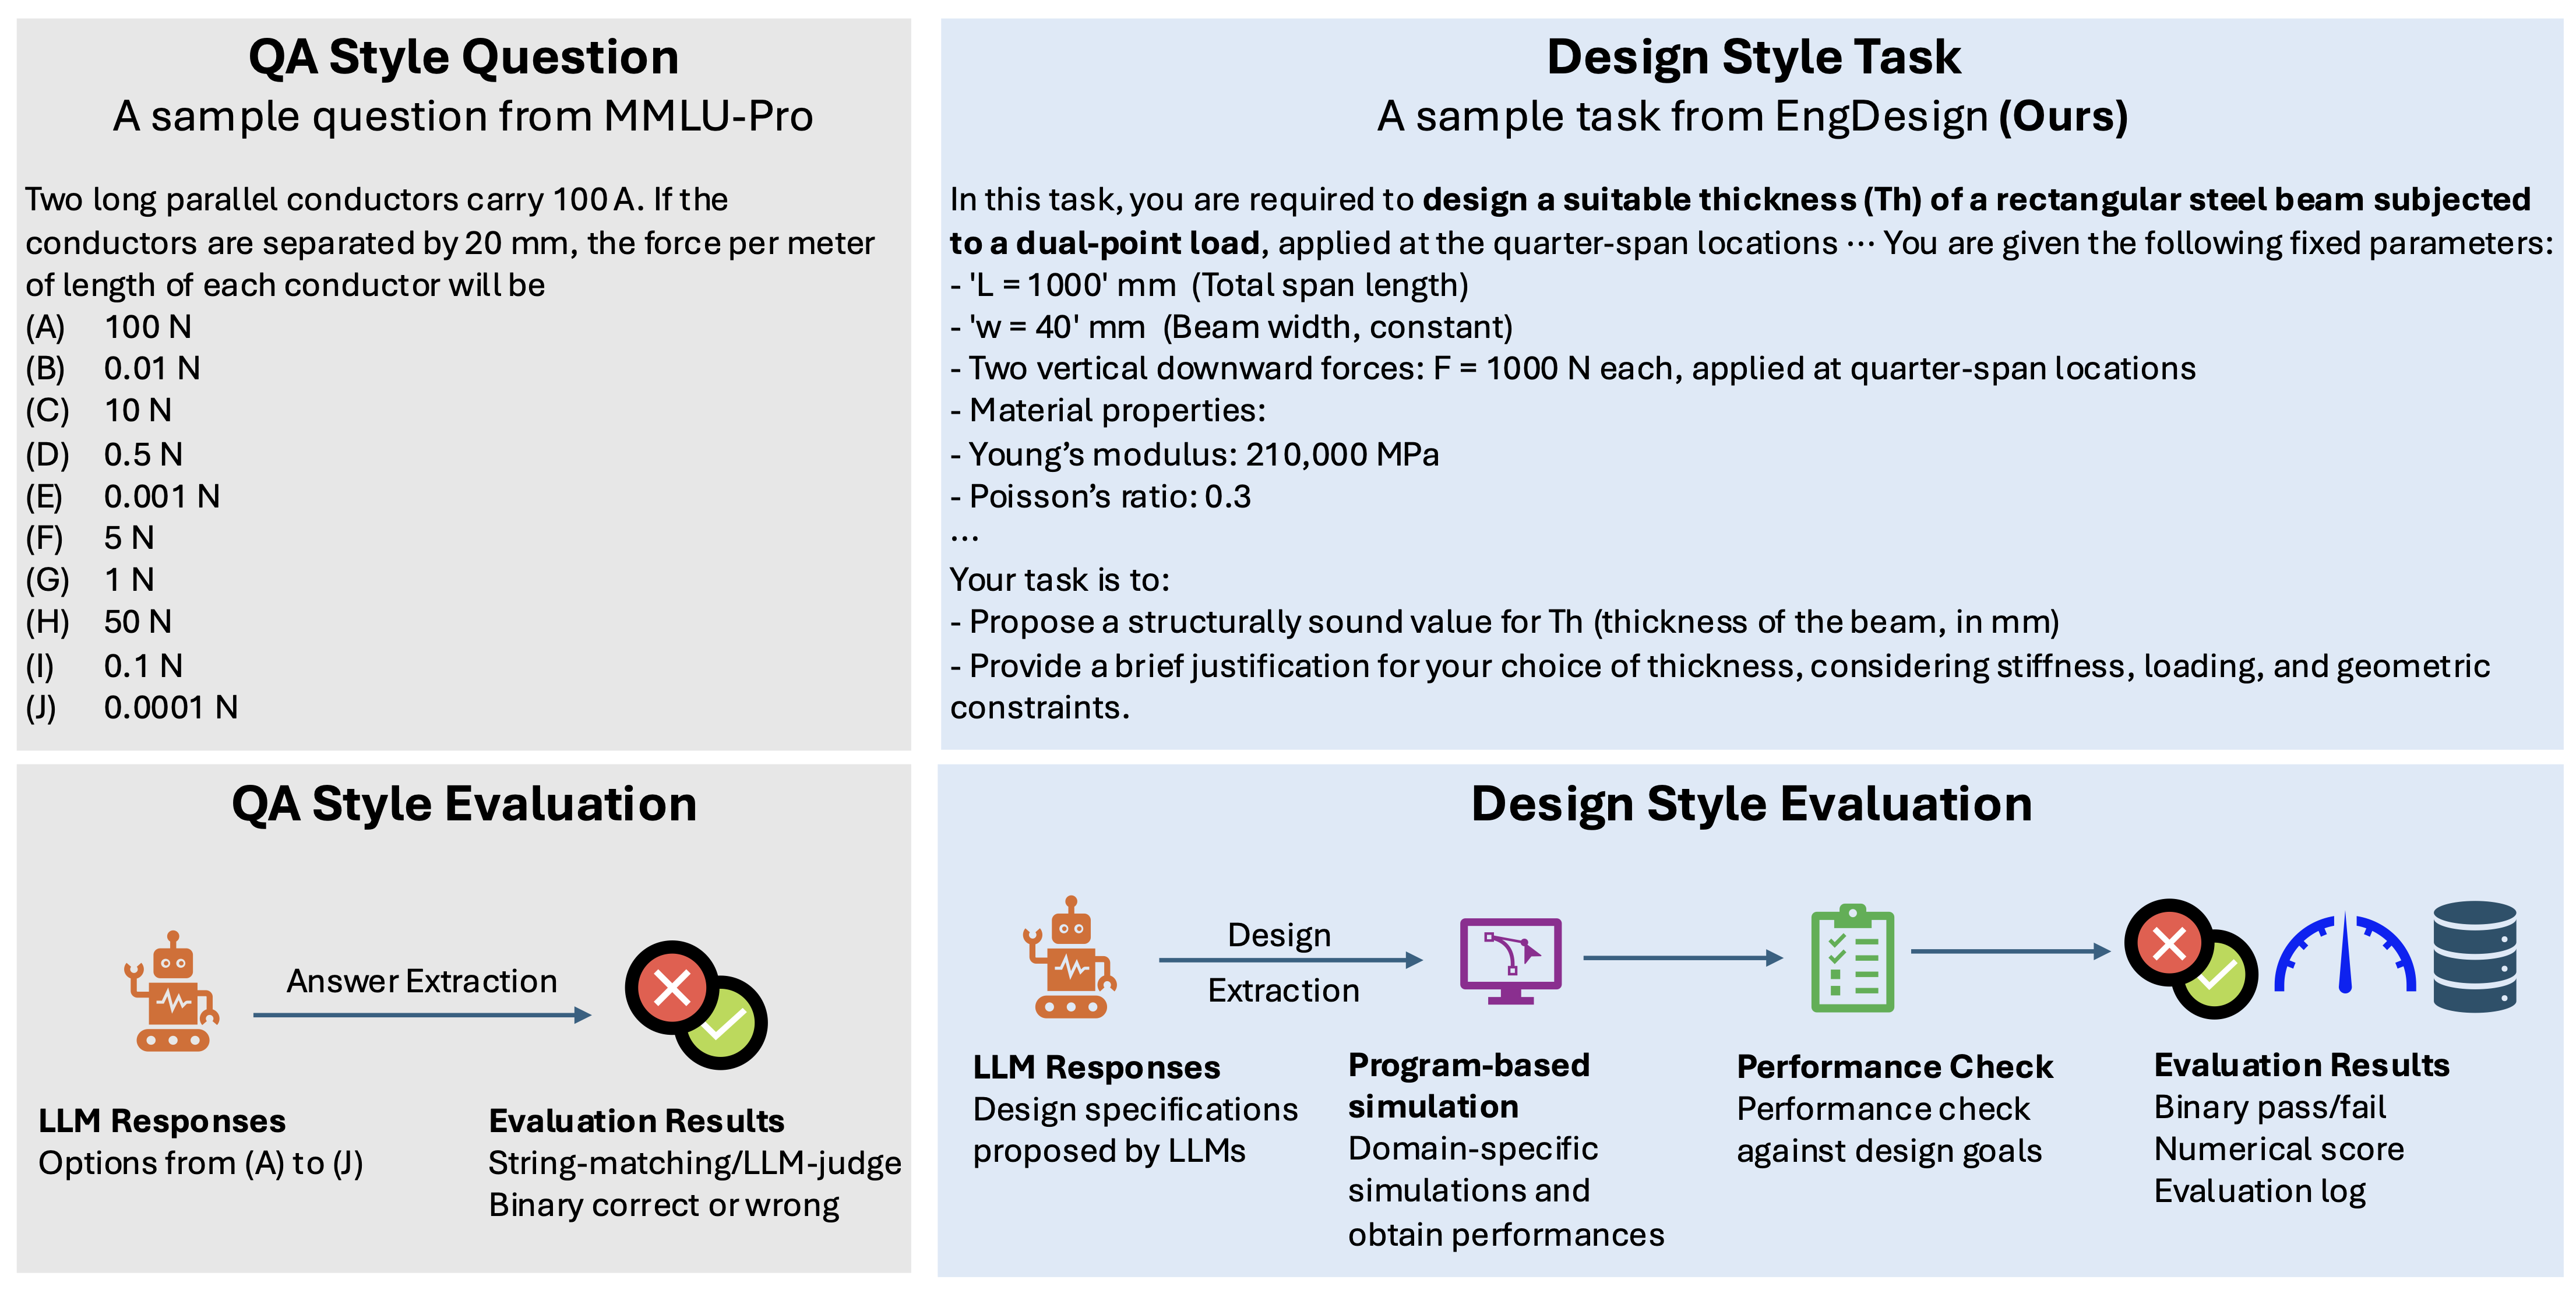 QA Style Question
A sample question from MMLU-Pro
Two long parallel conductors carry 100 A. If the
conductors are separated by 20 mm, the force per meter
of length of each conductor will be
(A) 100 N
(B) 0.01 N
(C) 10 N
(D) 0.5 N
(E) 0.001 N
(F) 5 N
(G) 1 N
(H) 50 N
(I) 0.1 N
(J) 0.0001 N
Design Style Task
A sample task from EngDesign (Ours)
In this task, you are required to design a suitable thickness (Th) of a rectangular steel beam subjected
to a dual-point load, applied at the quarter-span locations ⋯ You are given the following fixed parameters:
- 'L = 1000' mm (Total span length)
- 'w = 40' mm (Beam width, constant)
- Two vertical downward forces: F = 1000 N each, applied at quarter-span locations
- Material properties:
- Young’s modulus: 210,000 MPa
- Poisson’s ratio: 0.3
⋯
Your task is to:
- Propose a structurally sound value for Th (thickness of the beam, in mm)
- Provide a brief justification for your choice of thickness, considering stiffness, loading, and geometric
constraints.
QA Style Evaluation
Answer Extraction
LLM Responses
Options from (A) to (J)
Evaluation Results
String-matching/LLM-judge
Binary correct or wrong
Design Style Evaluation
Design
Extraction
LLM Responses
Design specifications
proposed by LLMs
Program-based
simulation
Domain-specific
simulations and
obtain performances
Performance Check
Performance check
against design goals
Evaluation Results
Binary pass/fail
Numerical score
Evaluation log